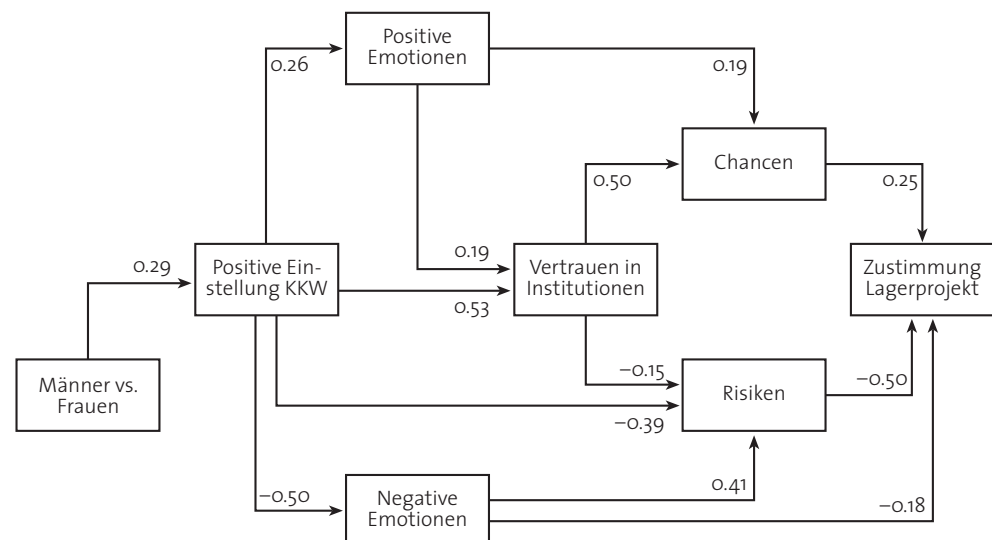 Positive
Emotionen
0.26
0.19
Chancen
0.50
0.25
0.29
Positive Ein-
stellung KKW
0.19
0.53
Vertrauen in
Institutionen
Zustimmung
Lagerprojekt
Männer vs.
Frauen
–0.15
–0.39
Risiken
–0.50
–0.50
Negative
Emotionen
0.41
–0.18